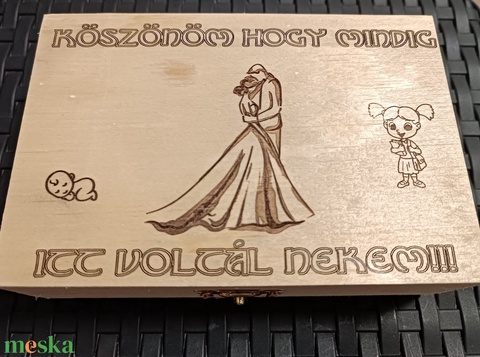 KÖSZÖNÖM HOGY MINDIG
ITT VOLTÁL NEKEM!!!
meska